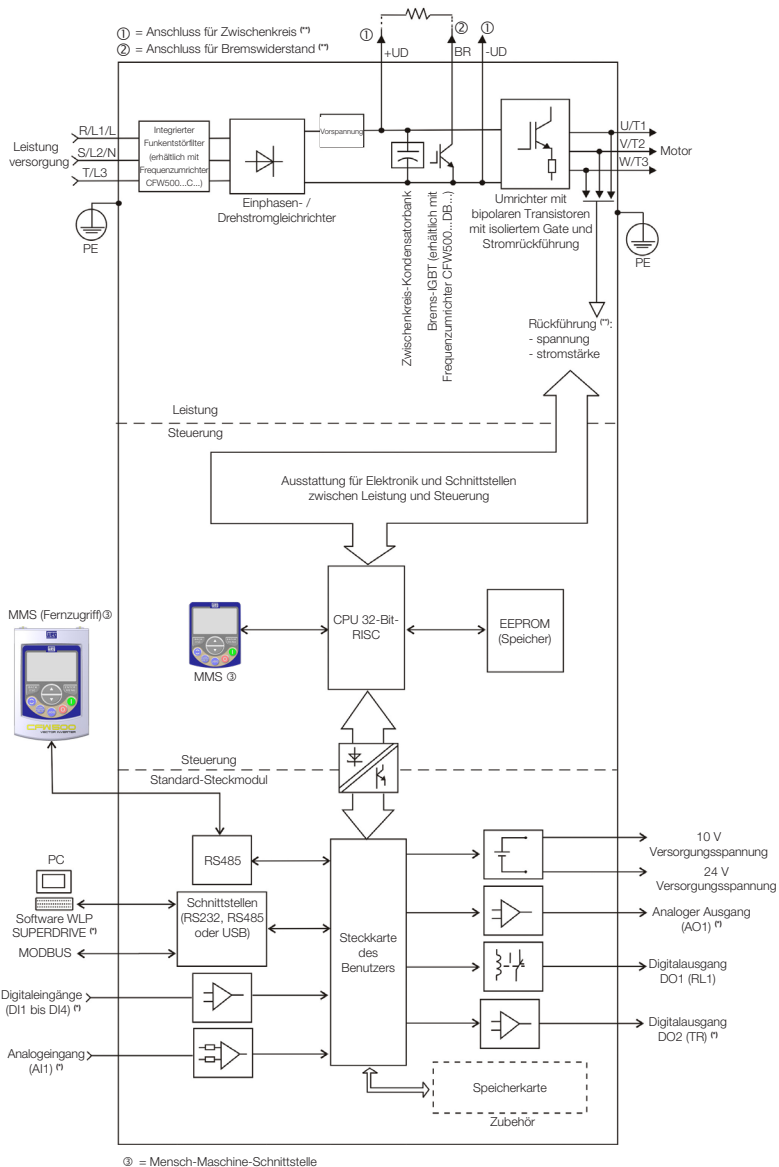 ① = Anschluss für Zwischenkreis (**)
② = Anschluss für Bremswiderstand (**)
①
②
①
+UD
BR
-UD
R/L1/L
S/L2/N
T/L3
Leistung
versorgung
PE
Integrierter
Funkentstörfilter
(erhältlich mit
Frequenzumrichter
CFW500...C...)
Einphasen- /
Drehstromgleichrichter
Vorspannung
Zwischenkreis-Kondensatorbank
Brems-IGBT (erhältlich mit
Frequenzumrichter CFW500...DB...)
Umrichter mit
bipolaren Transistoren
mit isoliertem Gate und
Stromrückführung
U/T1
V/T2
W/T3
Motor
PE
Rückführung (**):
- spannung
- stromstärke
Leistung
Steuerung
Ausstattung für Elektronik und Schnittstellen
zwischen Leistung und Steuerung
MMS (Fernzugriff)③
CFW500
VECTOR INVERTER
MMS ③
CPU 32-Bit-
RISC
EEPROM
(Speicher)
Steuerung
Standard-Steckmodul
RS485
PC
Software WLP
SUPERDRIVE (*)
MODBUS
Schnittstellen
(RS232, RS485
oder USB)
Digitaleingänge
(DI1 bis DI4) (*)
Analogeingang
(AI1) (*)
Steckkarte
des
Benutzers
10 V
Versorgungsspannung
24 V
Versorgungsspannung
Analoger Ausgang
(AO1) (*)
Digitalausgang
DO1 (RL1)
Digitalausgang
DO2 (TR) (*)
Speicherkarte
Zubehör
③ = Mensch-Maschine-Schnittstelle